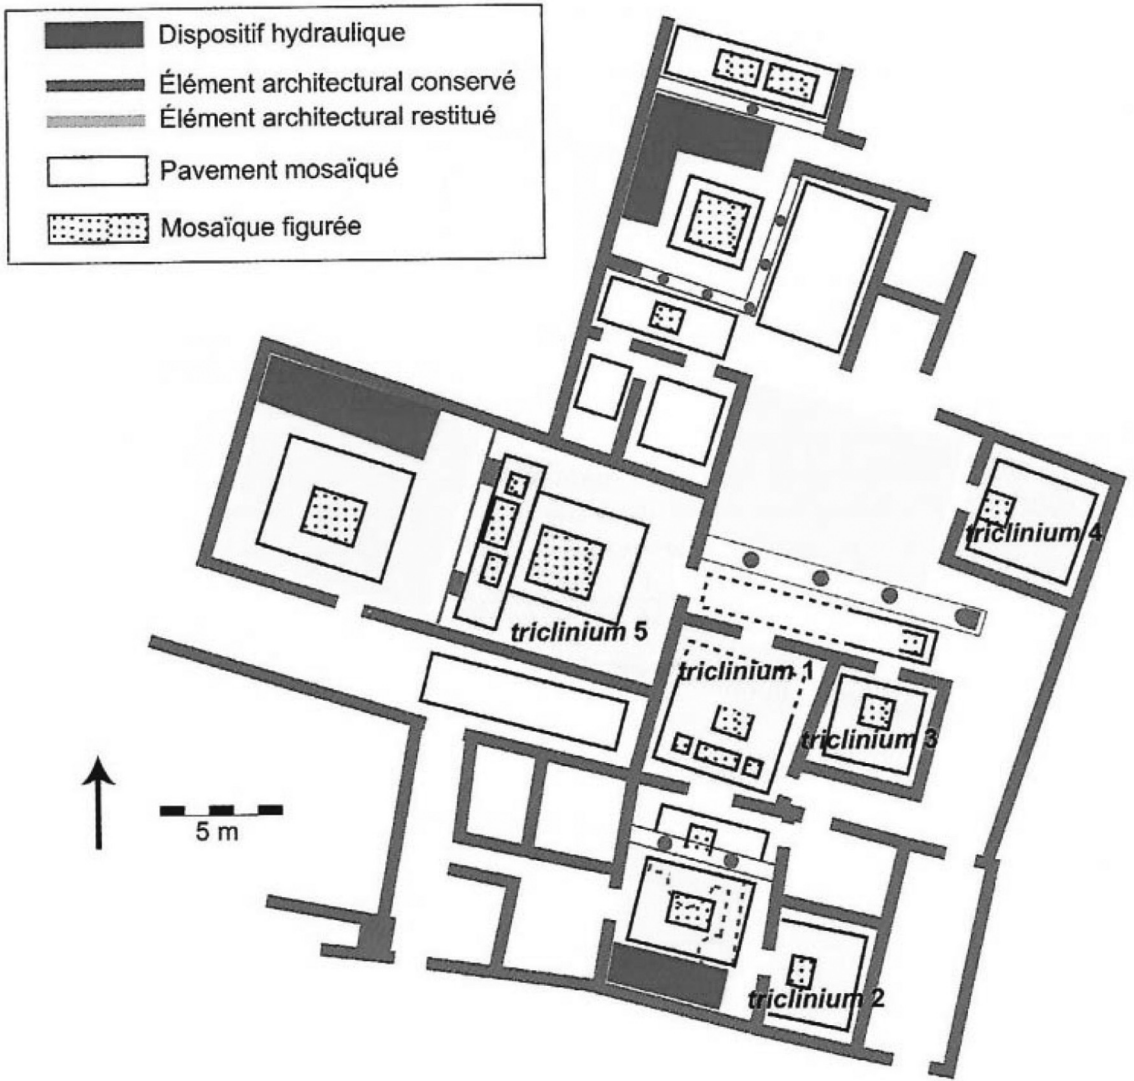 Dispositif hydraulique
Élément architectural conservé
Élément architectural restitué
Pavement mosaïqué
Mosaïque figurée
triclinium 4
triclinium 5
triclinium 1
triclinium 3
5 m
triclinium 2